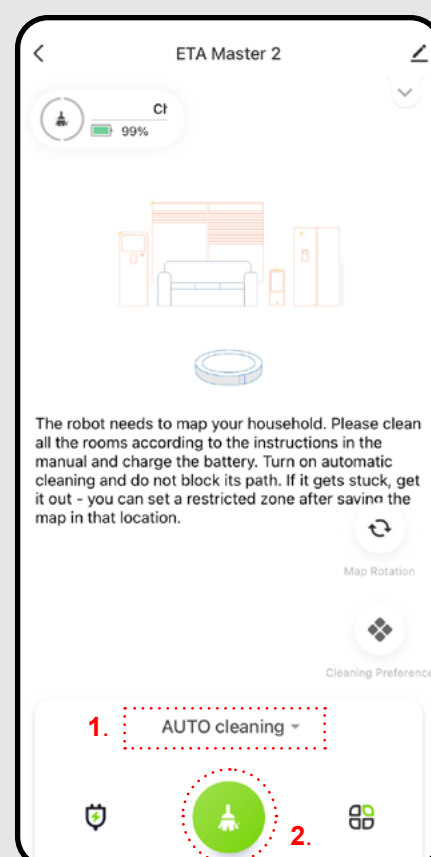 ETA Master 2
Ch
99%
The robot needs to map your household. Please clean
all the rooms according to the instructions in the
manual and charge the battery. Turn on automatic
cleaning and do not block its path. If it gets stuck, get
it out - you can set a restricted zone after saving the
map in that location.
Map Rotation
Cleaning Preference
1. AUTO cleaning
2.